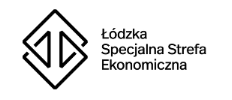 Łódzka
Specjalna Strefa
Ekonomiczna